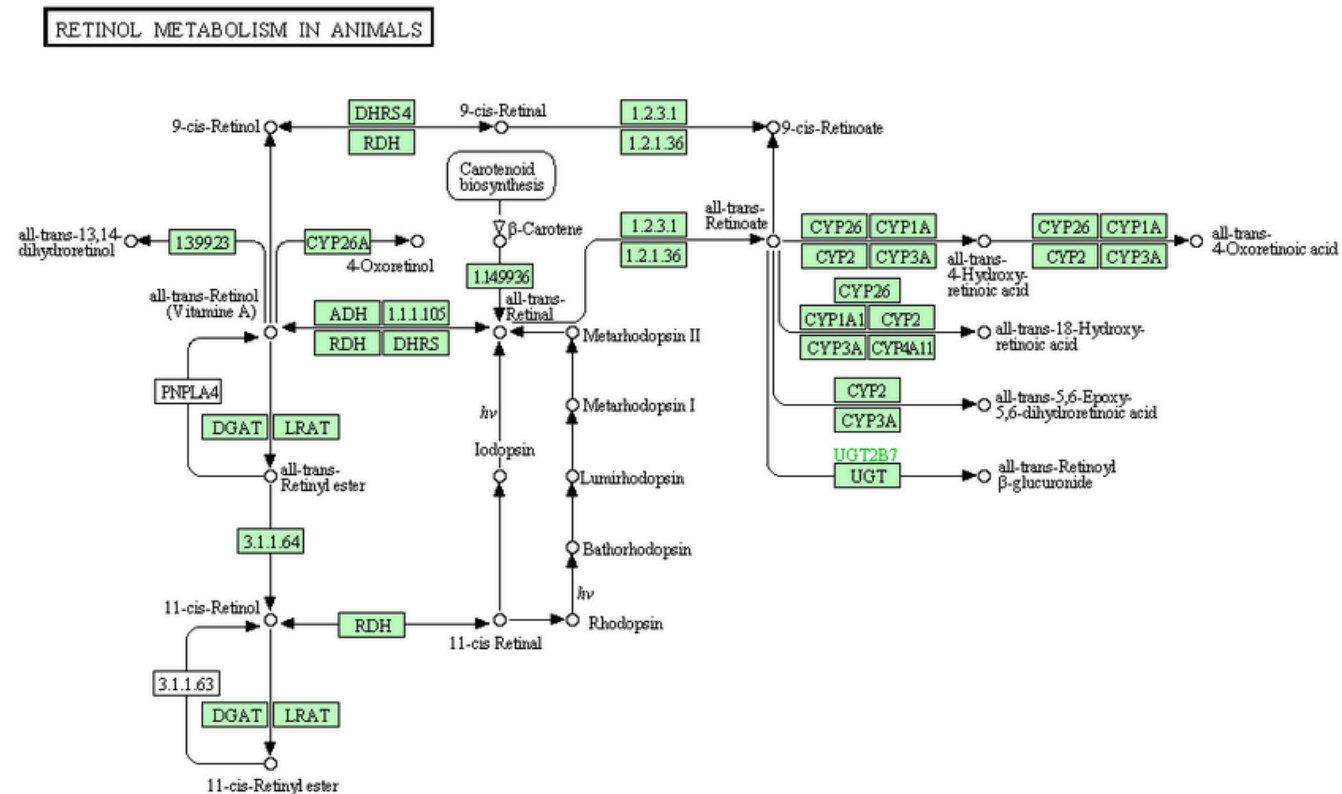 RETINOL METABOLISM IN ANIMALS
DHRS4
9-cis-Retinal
1.2.3.1
9-cis-Retinol
9-cis-Retinoate
RDH
1.2.1.36
Carotenoid
biosynthesis
all-trans-
Retinoate
all-trans-13,14-
dihydroretinol
1.3.99.23
CYP26A
4-Oxoretinol
β-Carotene
1.2.3.1
1.2.1.36
CYP26
CYP1A
CYP2
CYP3A
all-trans-
4-Hydroxy-
retinoic acid
CYP26
CYP1A
CYP2
CYP3A
all-trans-
4-Oxoretinoic acid
1.14.99.36
all-trans-
Retinal
all-trans-Retinol
(Vitamine A)
ADH
1.1.1.105
RDH
DHRS
Metarhodopsin II
CYP26
CYP1A1
CYP2
CYP3A
CYP4A11
all-trans-18-Hydroxy-
retinoic acid
PNPLA4
hν
Metarhodopsin I
CYP2
CYP3A
all-trans-5,6-Epoxy-
5,6-dihydroretinoic acid
DGAT
LRAT
Iodopsin
UGT2B7
UGT
all-trans-Retinoyl
β-glucuronide
all-trans-
Retinyl ester
Lumirhodopsin
3.1.1.64
Bathorhodopsin
hν
11-cis-Retinol
RDH
11-cis Retinal
Rhodopsin
3.1.1.63
DGAT
LRAT
11-cis-Retinyl ester